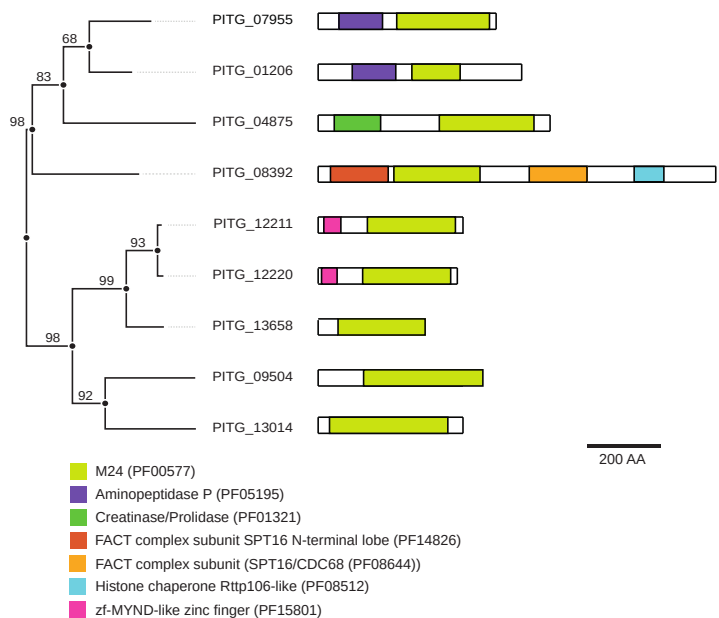 PITG_07955
68
PITG_01206
83
PITG_04875
98
PITG_08392
PITG_12211
93
PITG_12220
99
PITG_13658
98
PITG_09504
92
PITG_13014
200 AA
M24 (PF00577)
Aminopeptidase P (PF05195)
Creatinase/Prolidase (PF01321)
FACT complex subunit SPT16 N-terminal lobe (PF14826)
FACT complex subunit (SPT16/CDC68 (PF08644))
Histone chaperone Rttp106-like (PF08512)
zf-MYND-like zinc finger (PF15801)